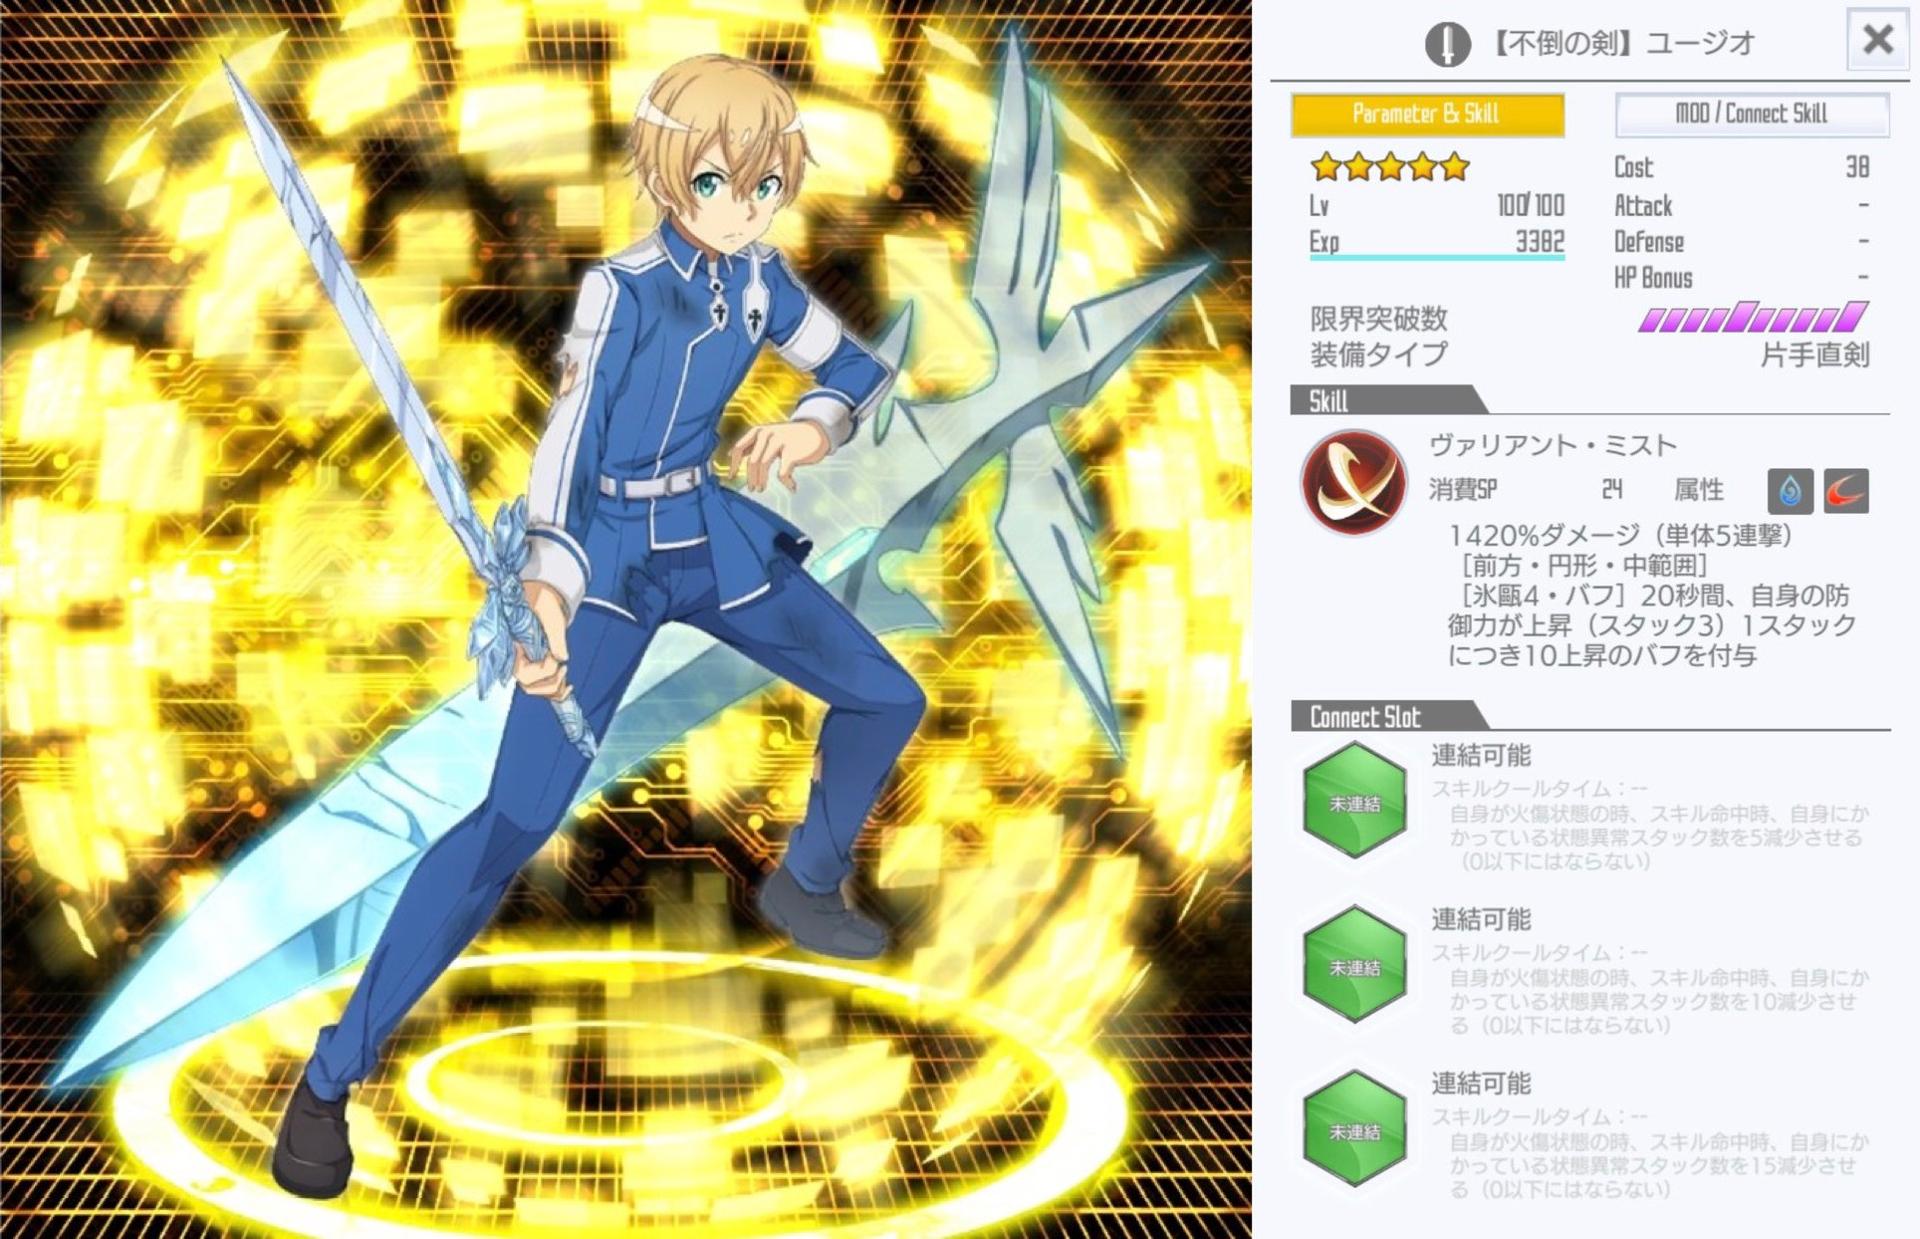 【不倒の剣】ユージオ
Parameter & Skill
MOD / Connect Skill
Cost 38
Lv 100/100
Attack -
Exp 3382
Defense -
HP Bonus -
限界突破数
装備タイプ 片手直剣
Skill
ヴァリアント・ミスト
消費SP 24 属性
1420%ダメージ（単体5連撃）
［前方・円形・中範囲］
［氷甌4・バフ］20秒間、自身の防
御力が上昇（スタック3）1スタック
につき10上昇のバフを付与
Connect Slot
連結可能
未連結
スキルクールタイム：--
自身が火傷状態の時、スキル命中時、自身にか
かっている状態異常スタック数を5減少させる
（0以下にはならない）
連結可能
未連結
スキルクールタイム：--
自身が火傷状態の時、スキル命中時、自身にか
かっている状態異常スタック数を10減少させ
る（0以下にはならない）
連結可能
未連結
スキルクールタイム：--
自身が火傷状態の時、スキル命中時、自身にか
かっている状態異常スタック数を15減少させ
る（0以下にはならない）